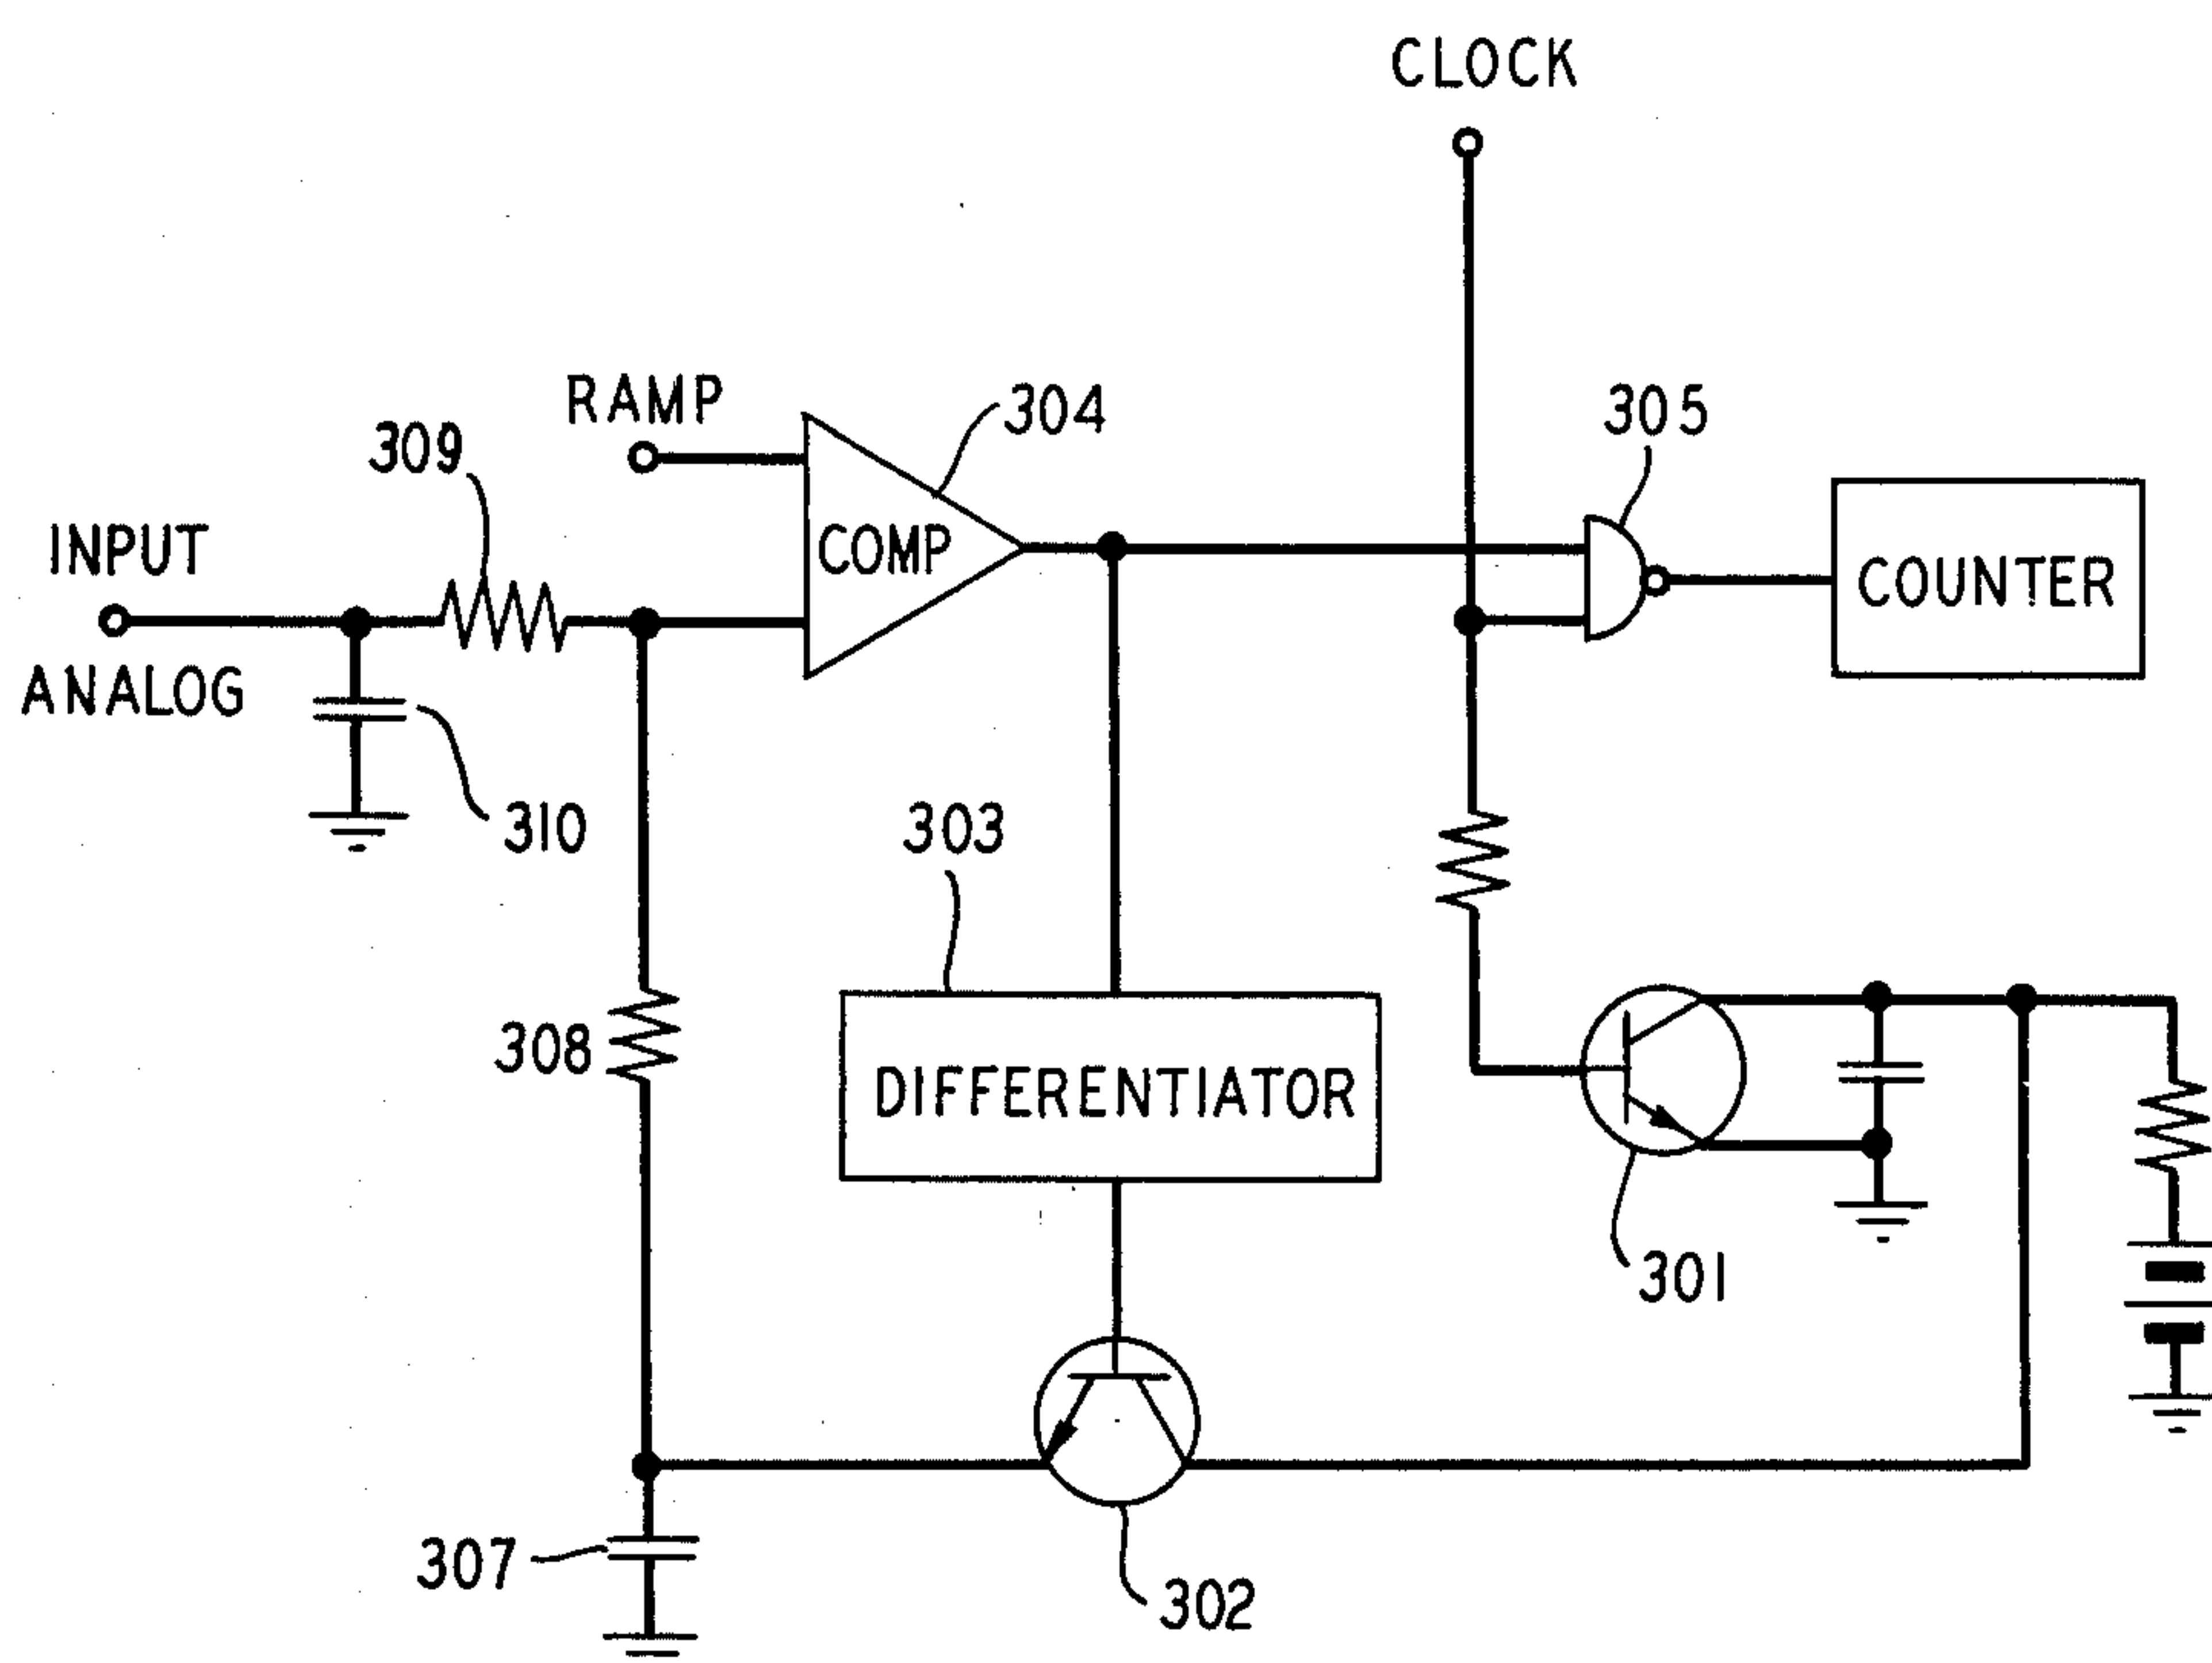 CLOCK
RAMP
304
305
309
COMP
INPUT
COUNTER
ANALOG
310
303
308
DIFFERENTIATOR
301
307
302